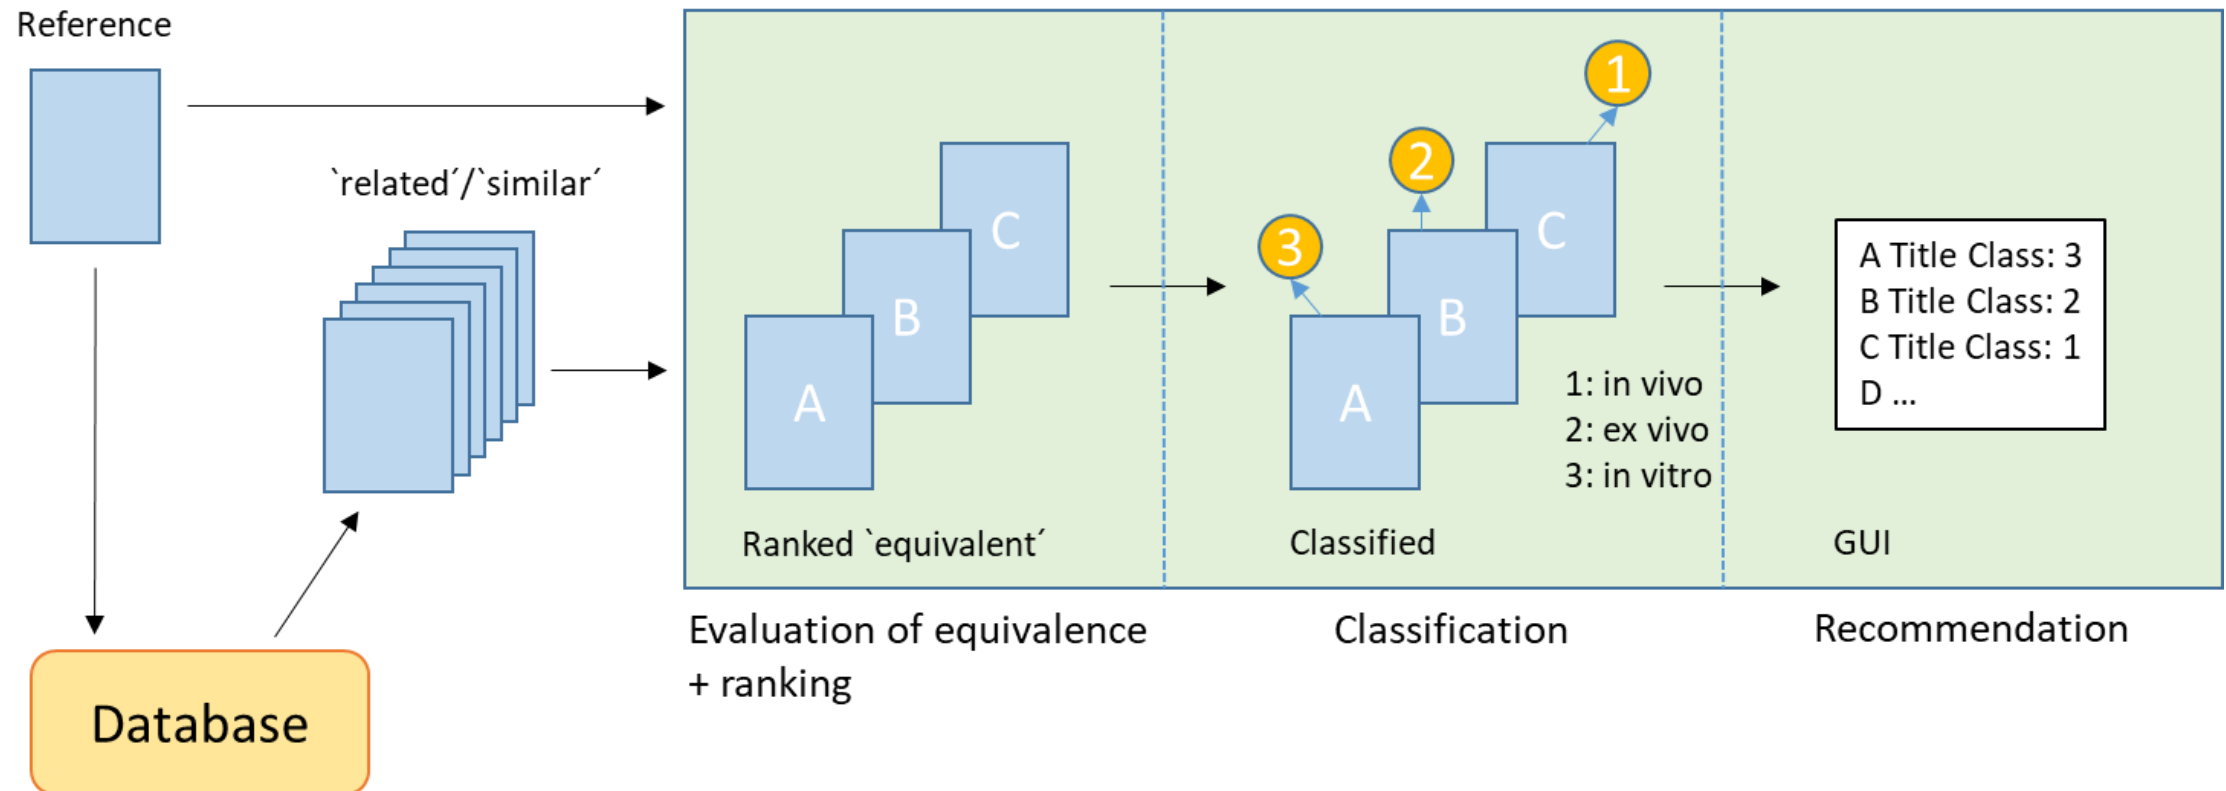 Reference
`related´/`similar´
Database
A
B
C
Ranked `equivalent´
3
2
1
A
B
C
1: in vivo
2: ex vivo
3: in vitro
Classified
A Title Class: 3
B Title Class: 2
C Title Class: 1
D ...
GUI
Evaluation of equivalence
+ ranking
Classification
Recommendation